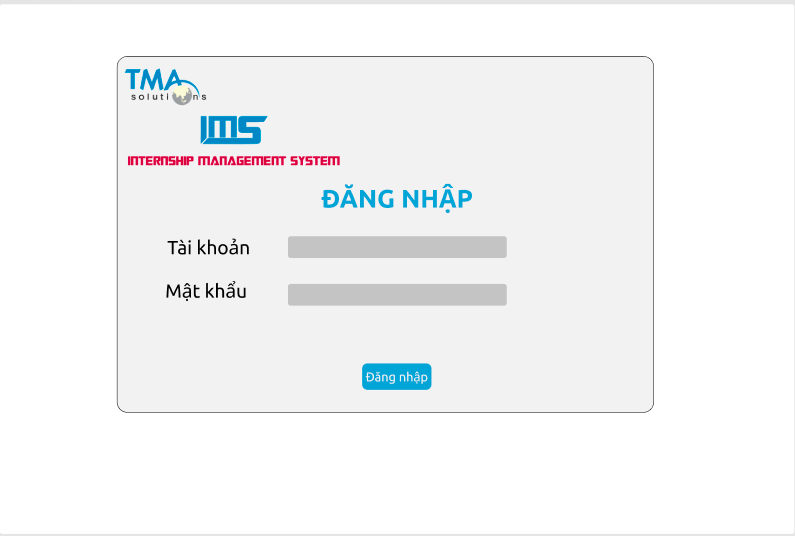 TMA
solutions
IMS
INTERNSHIP MANAGEMENT SYSTEM
ĐĂNG NHẬP
Tài khoản
Mật khẩu
Đăng nhập